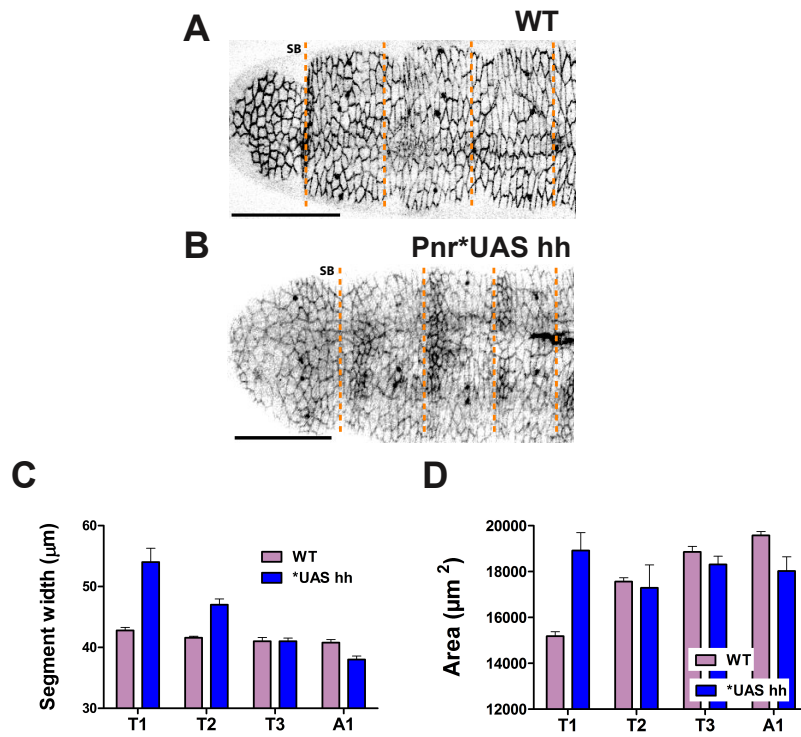 A
WT
SB
B
Pnr*UAS hh
SB
C
Segment width (µm)
60
50
40
30
WT
*UAS hh
T1 T2 T3 A1
D
Area (µm ²)
20000
18000
16000
14000
12000
WT
*UAS hh
T1 T2 T3 A1